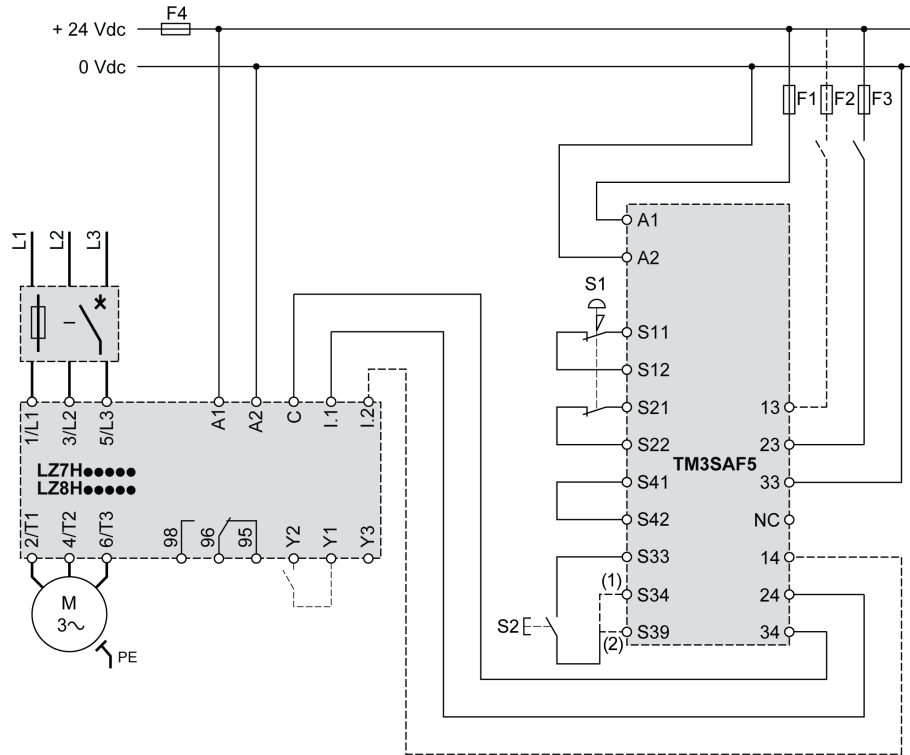 F4
+ 24 Vdc
0 Vdc
F1 F2 F3
A1
A2
L1 L2 L3
S1
S11
S12
S21
13
S22
23
TM3SAF5
S41
33
S42
NC
S33
14
(1)
S34
24
S2
S39
34
(2)
1/L1 3/L2 5/L3 A1 A2 C I.1 I.2
LZ7H●●●●●
LZ8H●●●●●
2/T1 4/T2 6/T3 98 96 95 Y2 Y1 Y3
M
3~
PE